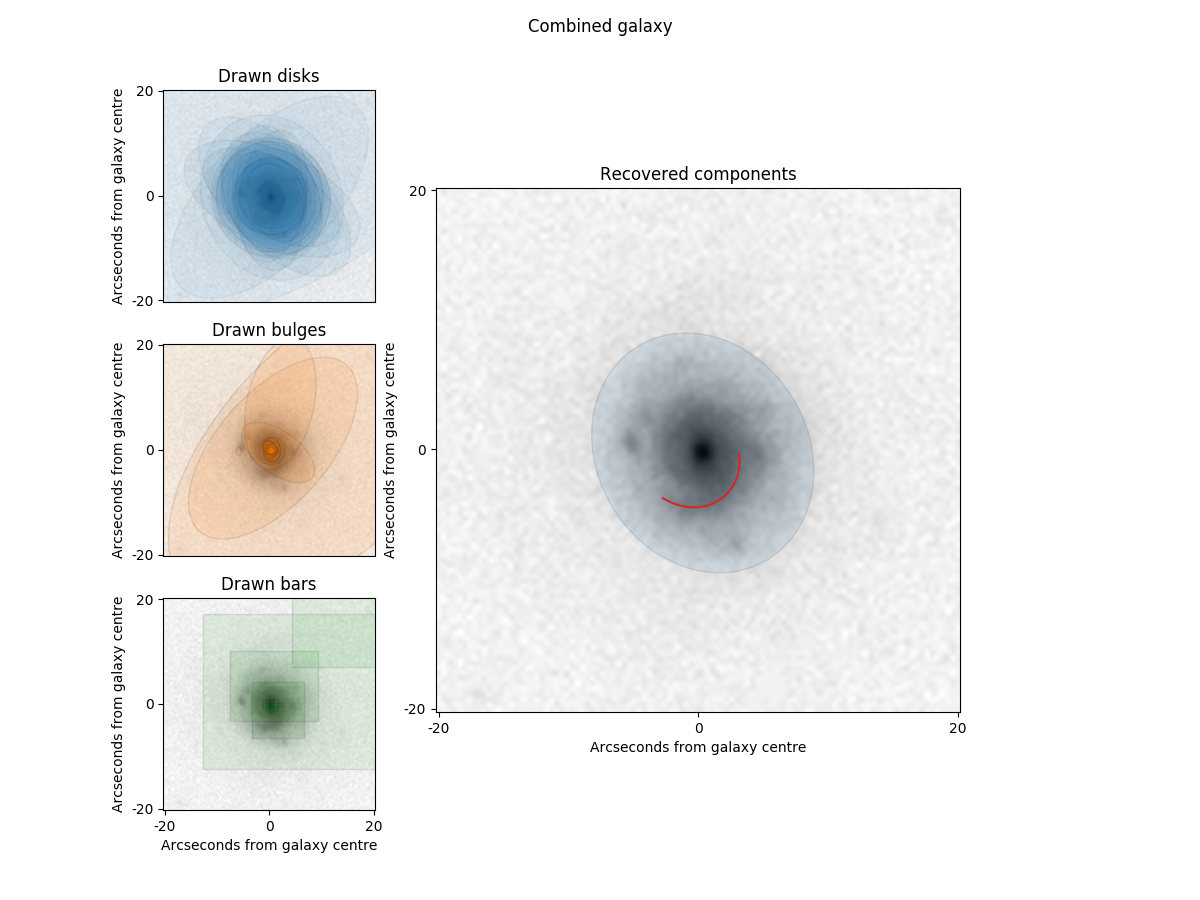 Combined galaxy
Drawn disks
Arcseconds from galaxy centre
20
0
-20
Drawn bulges
Arcseconds from galaxy centre
20
0
-20
Drawn bars
Arcseconds from galaxy centre
20
0
-20
-20 0 20
Arcseconds from galaxy centre
Recovered components
Arcseconds from galaxy centre
20
0
-20
-20 0 20
Arcseconds from galaxy centre